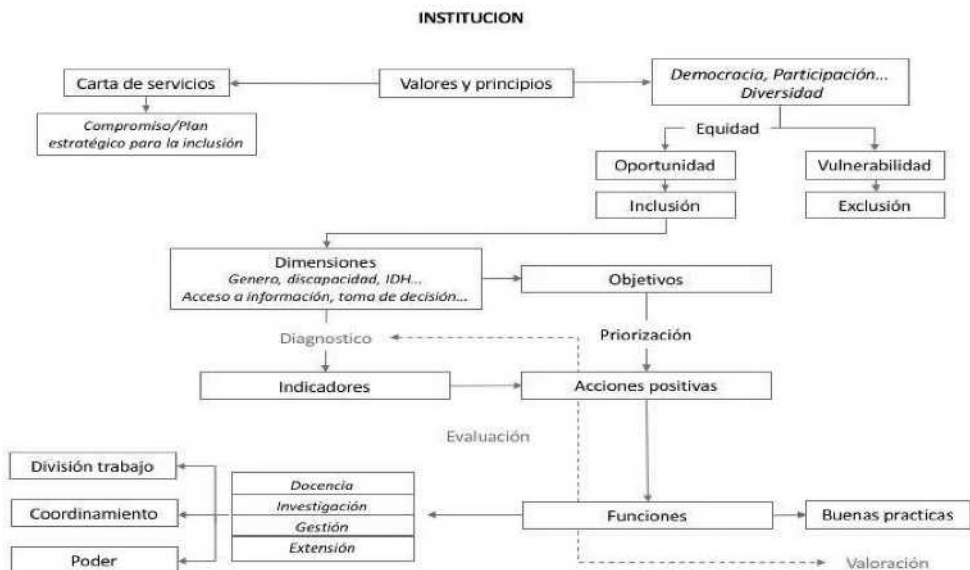 INSTITUCION
Carta de servicios
Valores y principios
Democracia, Participación...
Diversidad
Compromiso/Plan
estratégico para la inclusión
Equidad
Oportunidad
Vulnerabilidad
Inclusión
Exclusión
Dimensiones
Genero, discapacidad, IDH...
Acceso a información, toma de decisión...
Objetivos
Diagnostico
Priorización
Indicadores
Acciones positivas
Evaluación
División trabajo
Coordinamiento
Poder
Docencia
Investigación
Gestión
Extensión
Funciones
Buenas practicas
Valoración